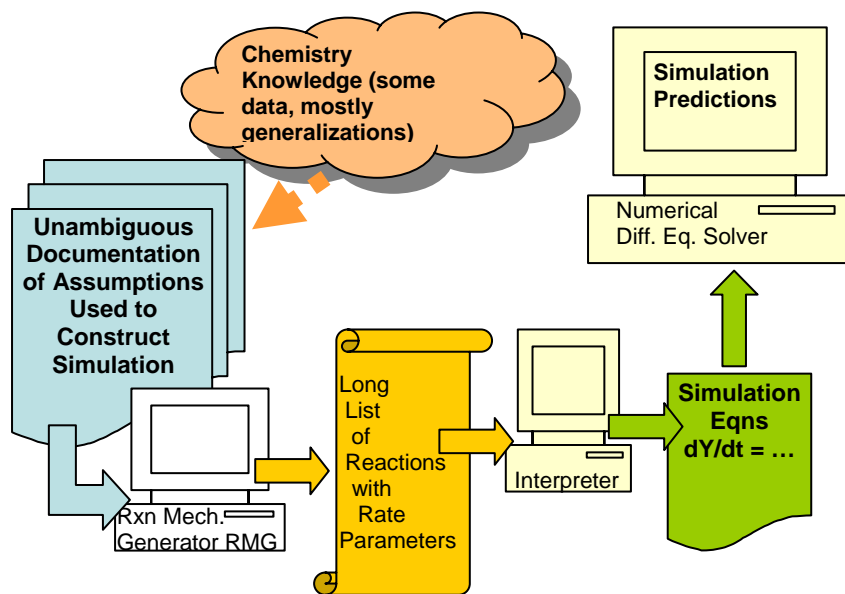 Chemistry
Knowledge (some
data, mostly
generalizations)
Unambiguous
Documentation
of Assumptions
Used to
Construct
Simulation
Rxn Mech.
Generator RMG
Long
List
of
Reactions
with
Rate
Parameters
Interpreter
Simulation
Eqns
dY/dt = …
Numerical
Diff. Eq. Solver
Simulation
Predictions